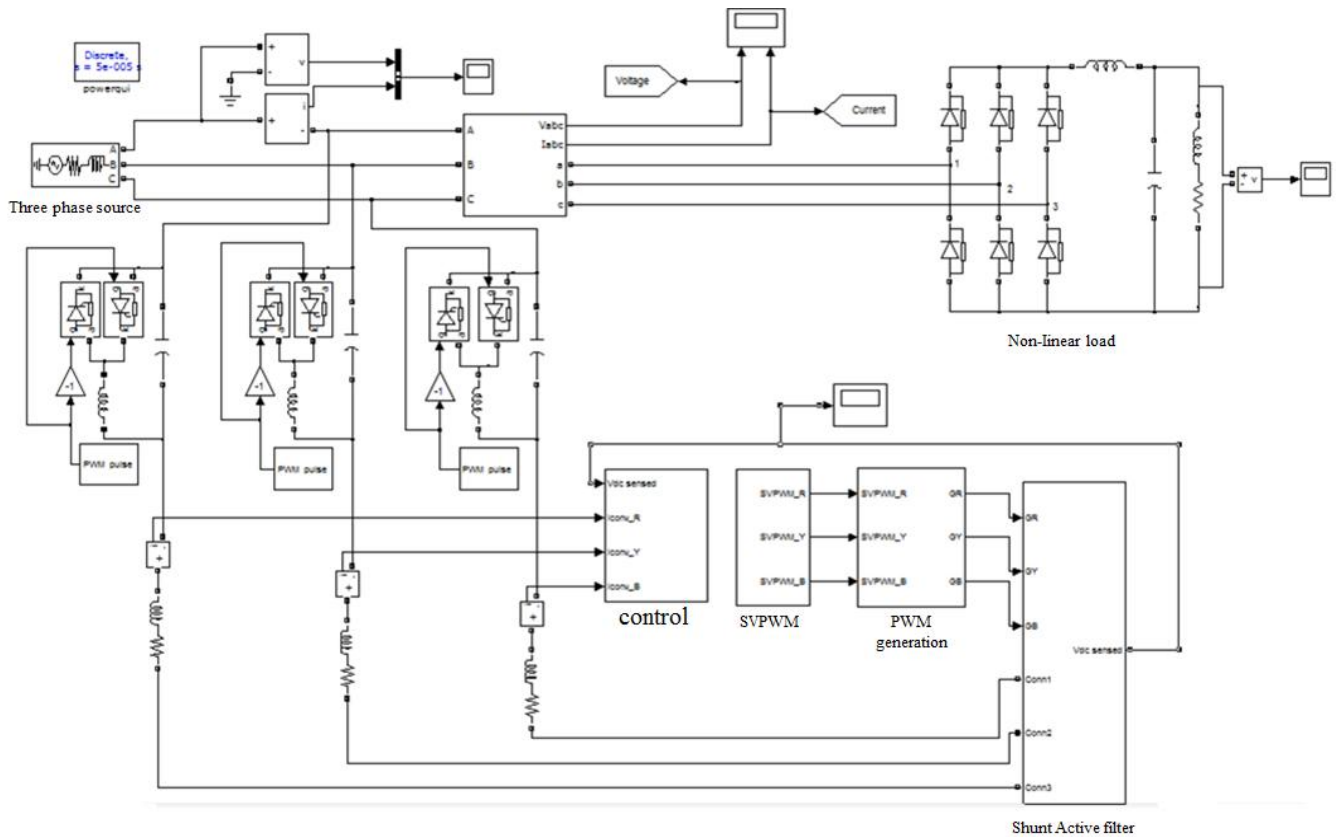 Discrete,
s = 5e-005 s
powergui
+
-
v
+
i
-
Voltage
Current
A
B
C
Three phase source
A
B
C
Vabc
Iabc
a
b
c
1
2
3
+
-
v
Non-linear load
-1
PWM pulse
-1
PWM pulse
-1
PWM pulse
Vdc sensed
Iconv_R
Iconv_Y
Iconv_B
control
SVPWM_R
SVPWM_Y
SVPWM_B
SVPWM
SVPWM_R
SVPWM_Y
SVPWM_B
GR
GY
GB
PWM
generation
GR
GY
GB
Conn1
Conn2
Conn3
Vdc sensed
Shunt Active filter